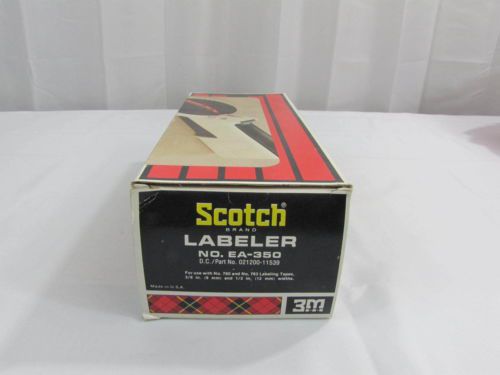 Scotch®
BRAND
LABELER
NO. EA-350
D.C./Part No. 021200-11539
For use with No. 760 and No. 763 Labeling Tapes,
3/8 in. (9 mm) and 1/2 in. (12 mm) widths.
Made in U.S.A.
3M